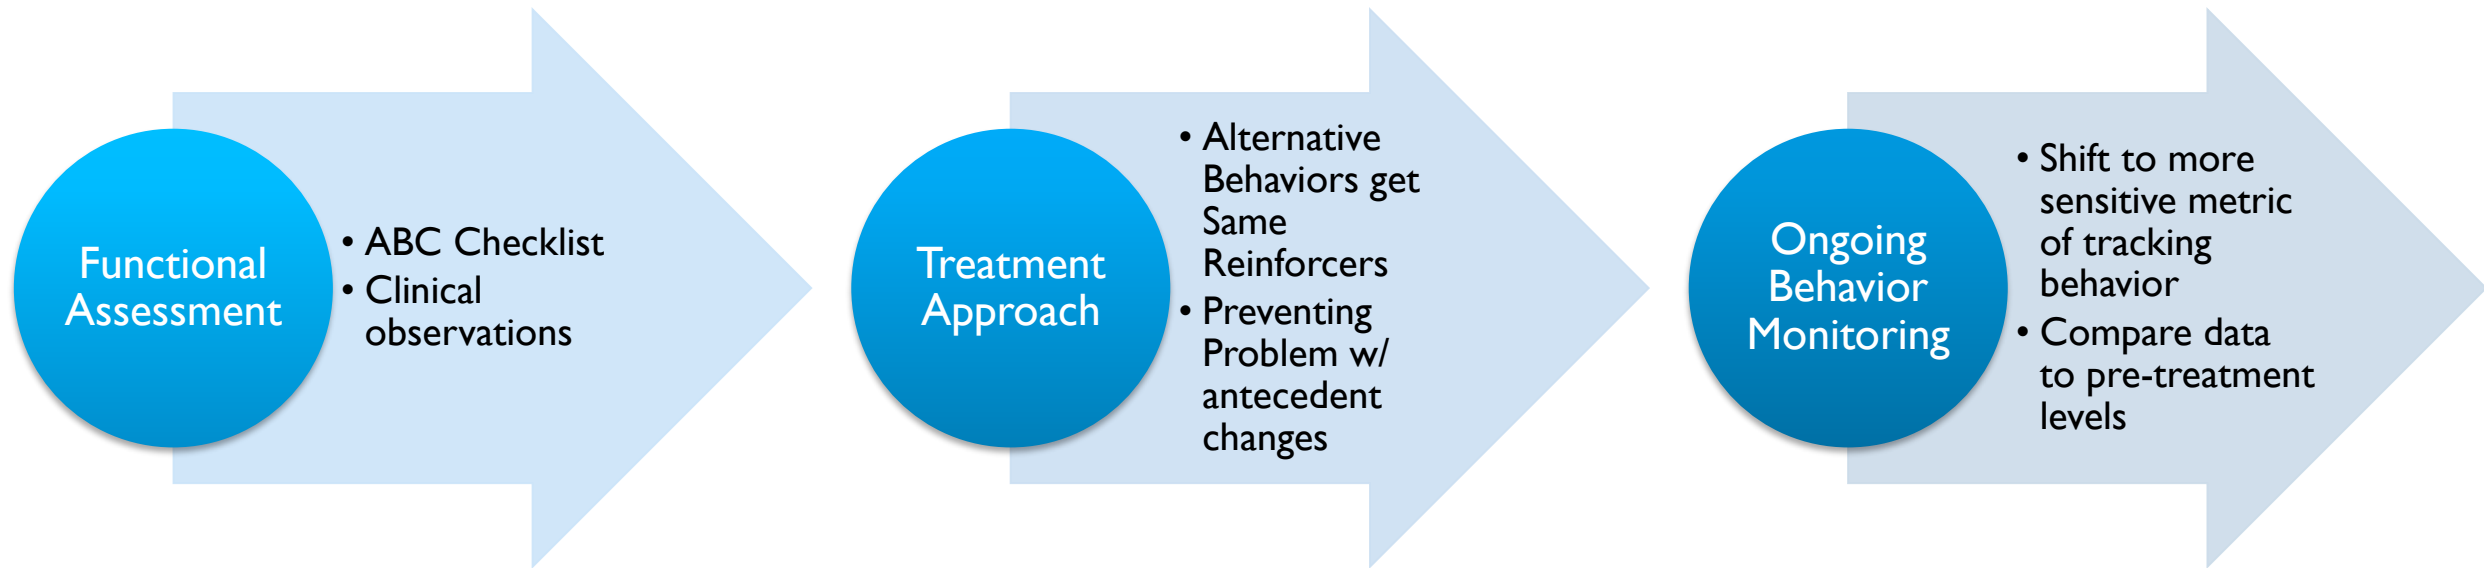 Functional
Assessment
• ABC Checklist
• Clinical
observations
Treatment
Approach
• Alternative
Behaviors get
Same
Reinforcers
• Preventing
Problem w/
antecedent
changes
Ongoing
Behavior
Monitoring
• Shift to more
sensitive metric
of tracking
behavior
• Compare data
to pre-treatment
levels